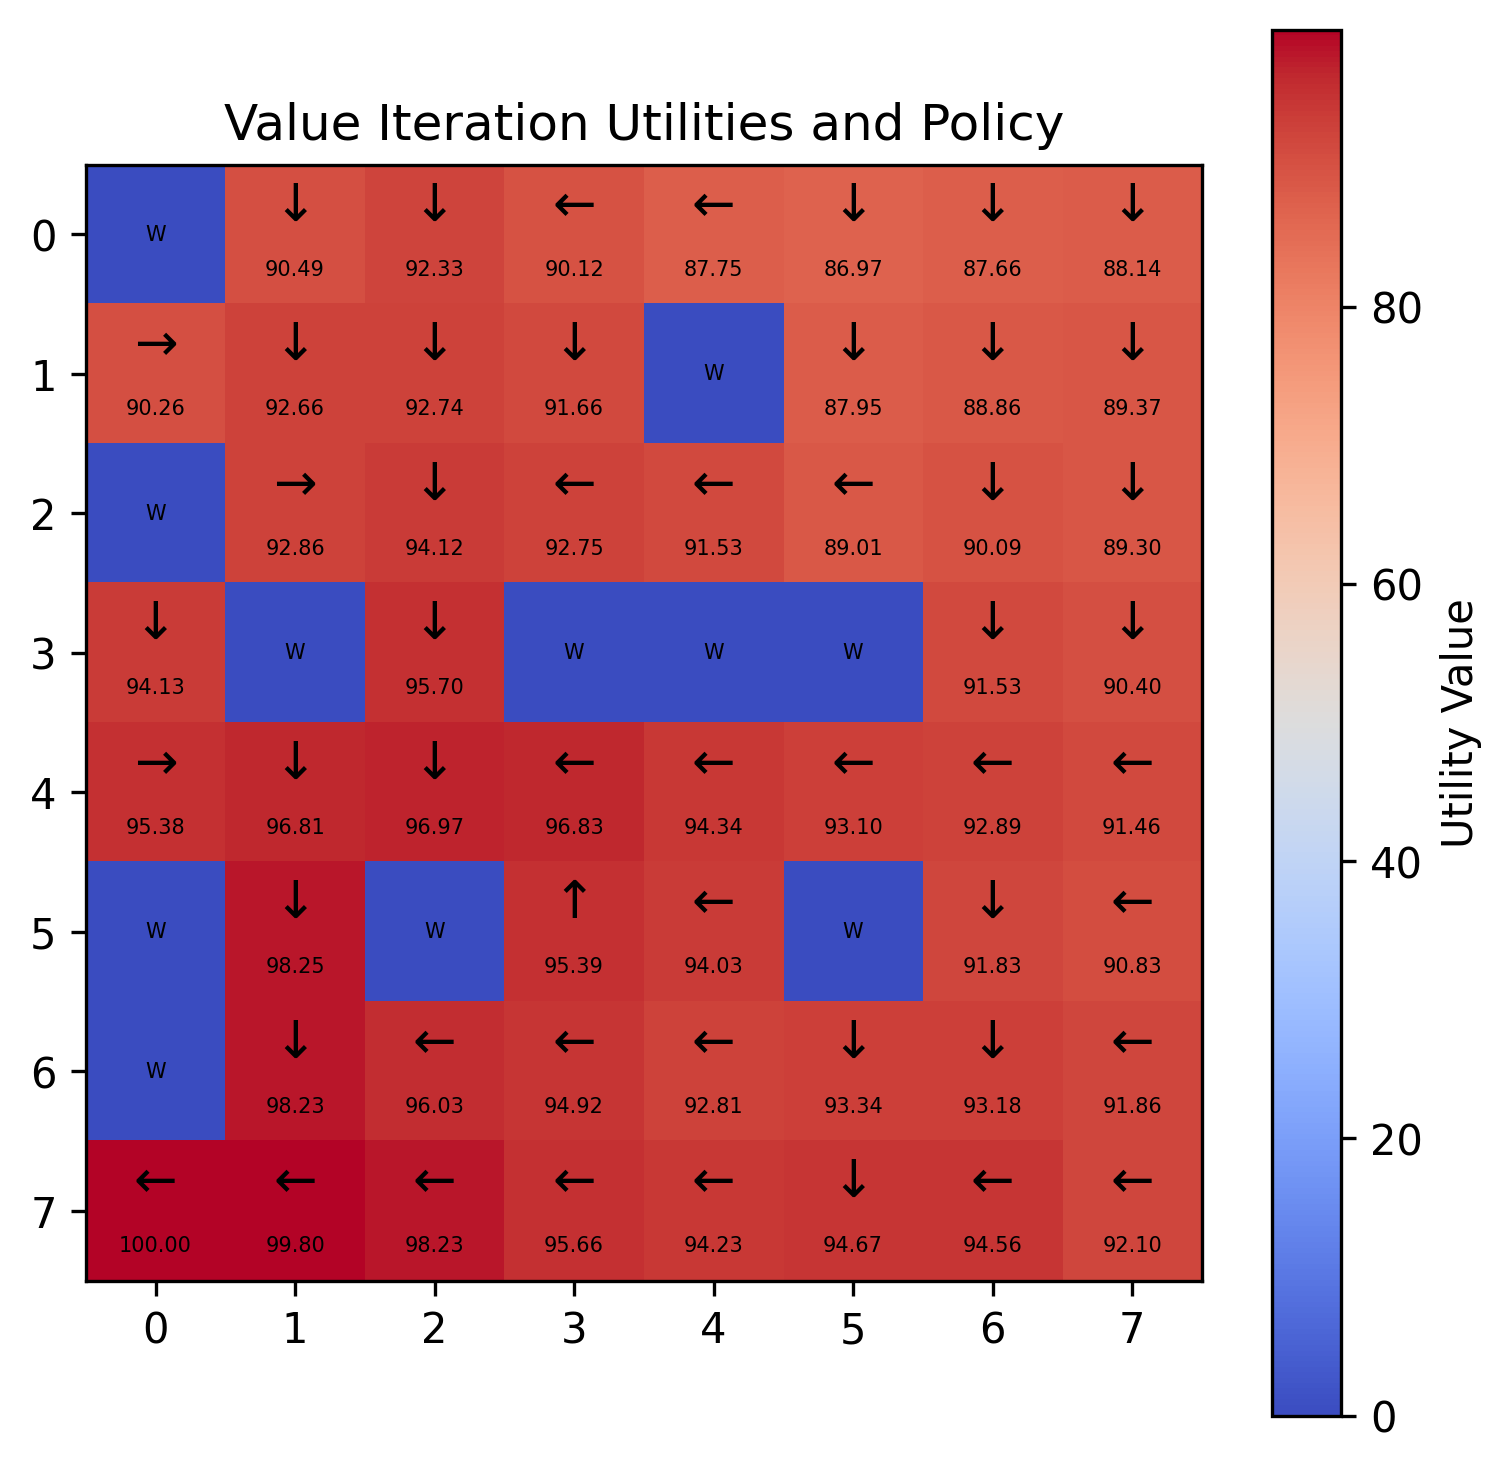 Value Iteration Utilities and Policy
0 W ↓ ↓ ← ← ↓ ↓ ↓
90.49 92.33 90.12 87.75 86.97 87.66 88.14
1 → ↓ ↓ ↓ W ↓ ↓ ↓
90.26 92.66 92.74 91.66 87.95 88.86 89.37
2 W → ↓ ← ← ← ↓ ↓
92.86 94.12 92.75 91.53 89.01 90.09 89.30
3 ↓ W ↓ W W W ↓ ↓
94.13 95.70 91.53 90.40
4 → ↓ ↓ ← ← ← ← ←
95.38 96.81 96.97 96.83 94.34 93.10 92.89 91.46
5 W ↓ W ↑ ← W ↓ ←
98.25 95.39 94.03 91.83 90.83
6 W ↓ ← ← ← ↓ ↓ ←
98.23 96.03 94.92 92.81 93.34 93.18 91.86
7 ← ← ← ← ← ↓ ← ←
100.00 99.80 98.23 95.66 94.23 94.67 94.56 92.10
0 1 2 3 4 5 6 7
80
60
40
20
0
Utility Value